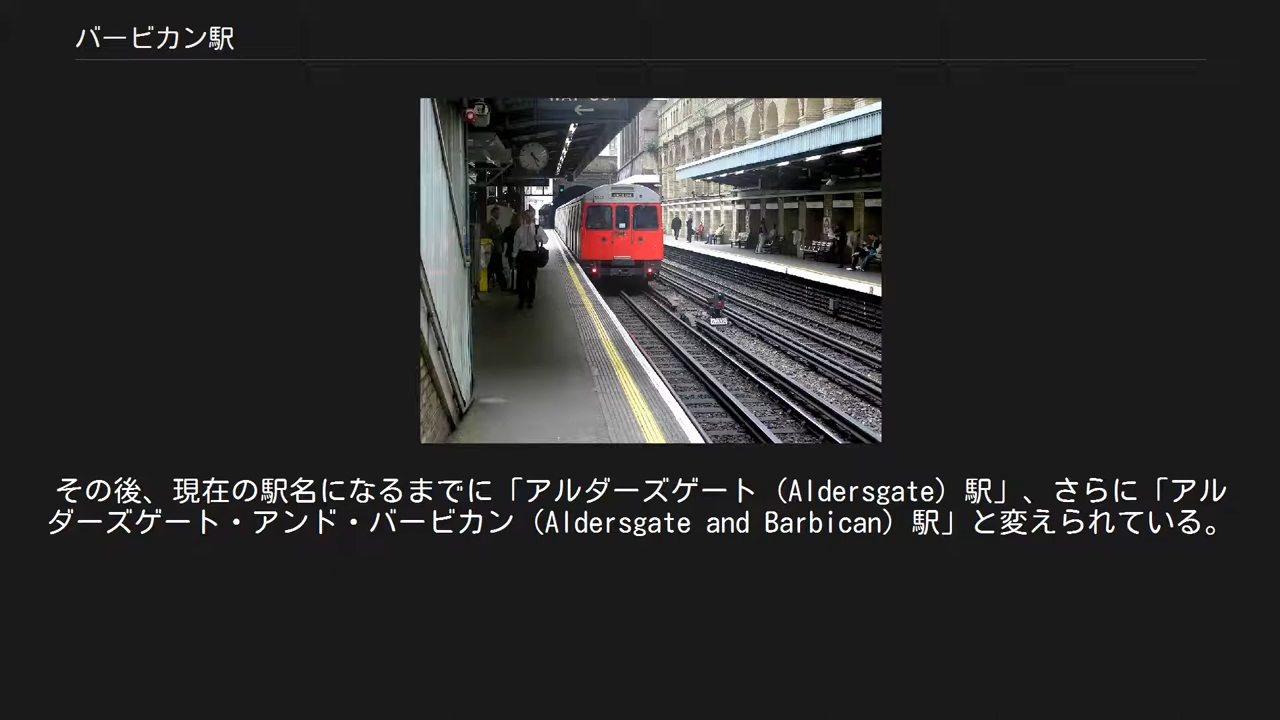 バービカン駅
WAY OUT
その後、現在の駅名になるまでに「アルダーズゲート（Aldersgate）駅」、さらに「アル
ダーズゲート・アンド・バービカン（Aldersgate and Barbican）駅」と変えられている。